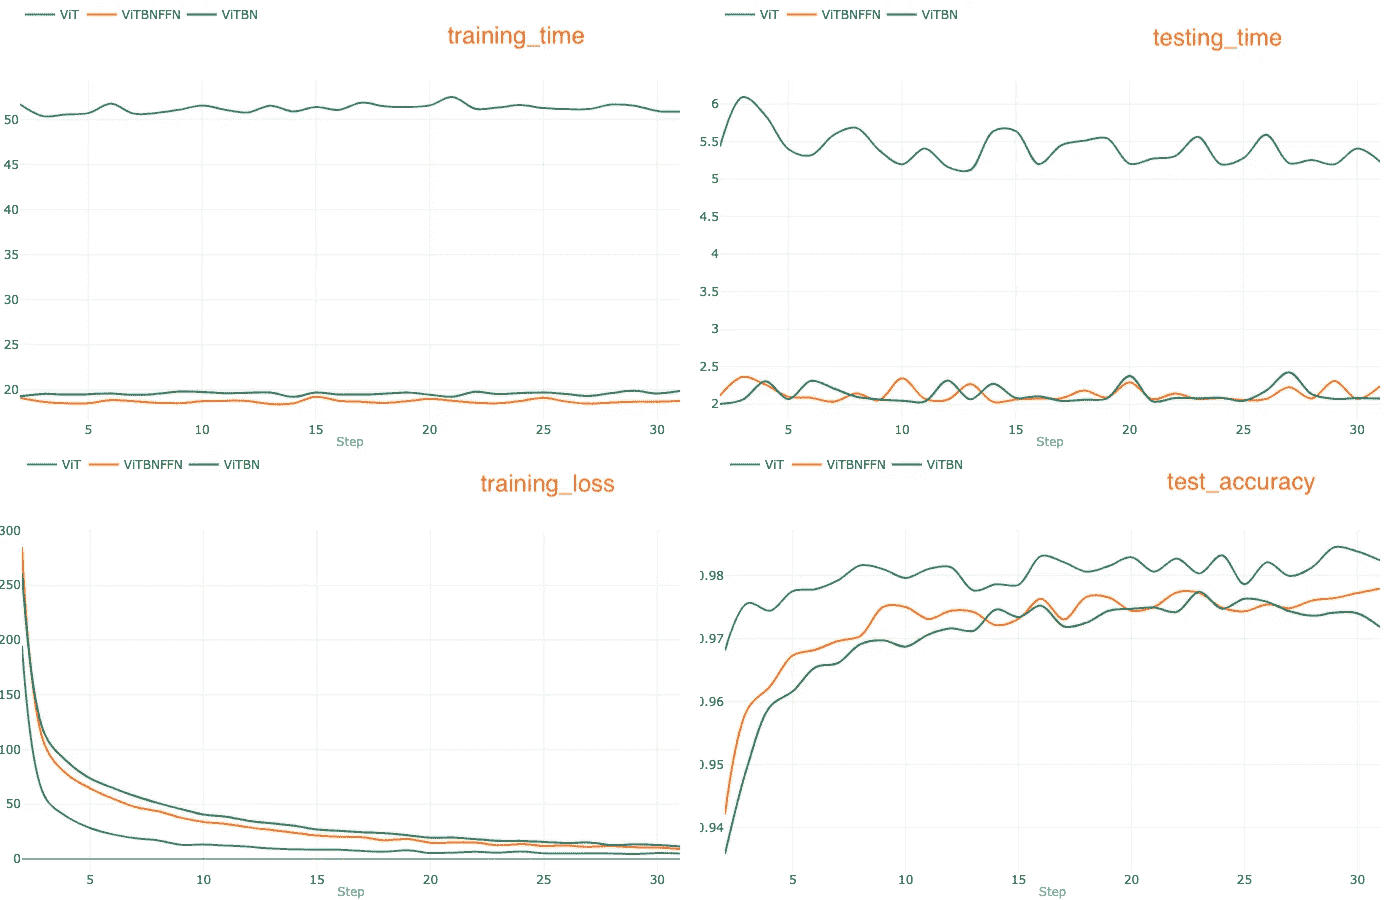 ViT ViTBNFFN ViTBN
training_time
50
45
40
35
30
25
20
5 10 15 20 25 30
Step
ViT ViTBNFFN ViTBN
testing_time
6
5.5
5
4.5
4
3.5
3
2.5
2
5 10 15 20 25 30
Step
ViT ViTBNFFN ViTBN
training_loss
300
250
200
150
100
50
0
5 10 15 20 25 30
Step
ViT ViTBNFFN ViTBN
test_accuracy
0.98
0.97
0.96
0.95
0.94
5 10 15 20 25 30
Step